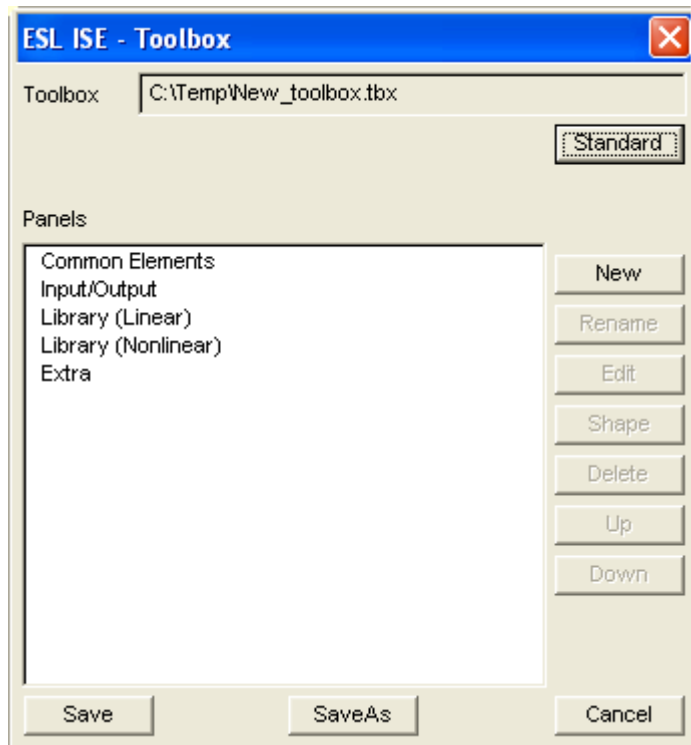 ESL ISE - Toolbox
Toolbox C:\Temp\New_toolbox.tbx
Standard
Panels
Common Elements
Input/Output
Library (Linear)
Library (Nonlinear)
Extra
New
Rename
Edit
Shape
Delete
Up
Down
Save SaveAs Cancel